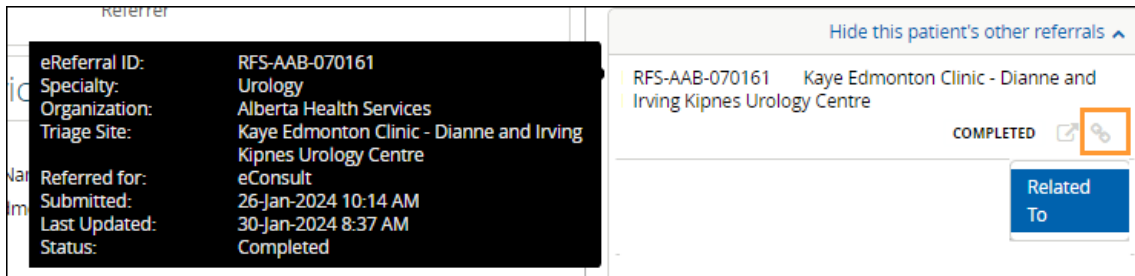 Referrer
eReferral ID: RFS-AAB-070161
Specialty: Urology
Organization: Alberta Health Services
Triage Site: Kaye Edmonton Clinic - Dianne and Irving
Kipnes Urology Centre
Referred for: eConsult
Submitted: 26-Jan-2024 10:14 AM
Last Updated: 30-Jan-2024 8:37 AM
Status: Completed
Hide this patient's other referrals
RFS-AAB-070161 Kaye Edmonton Clinic - Dianne and
Irving Kipnes Urology Centre
COMPLETED
Related
To